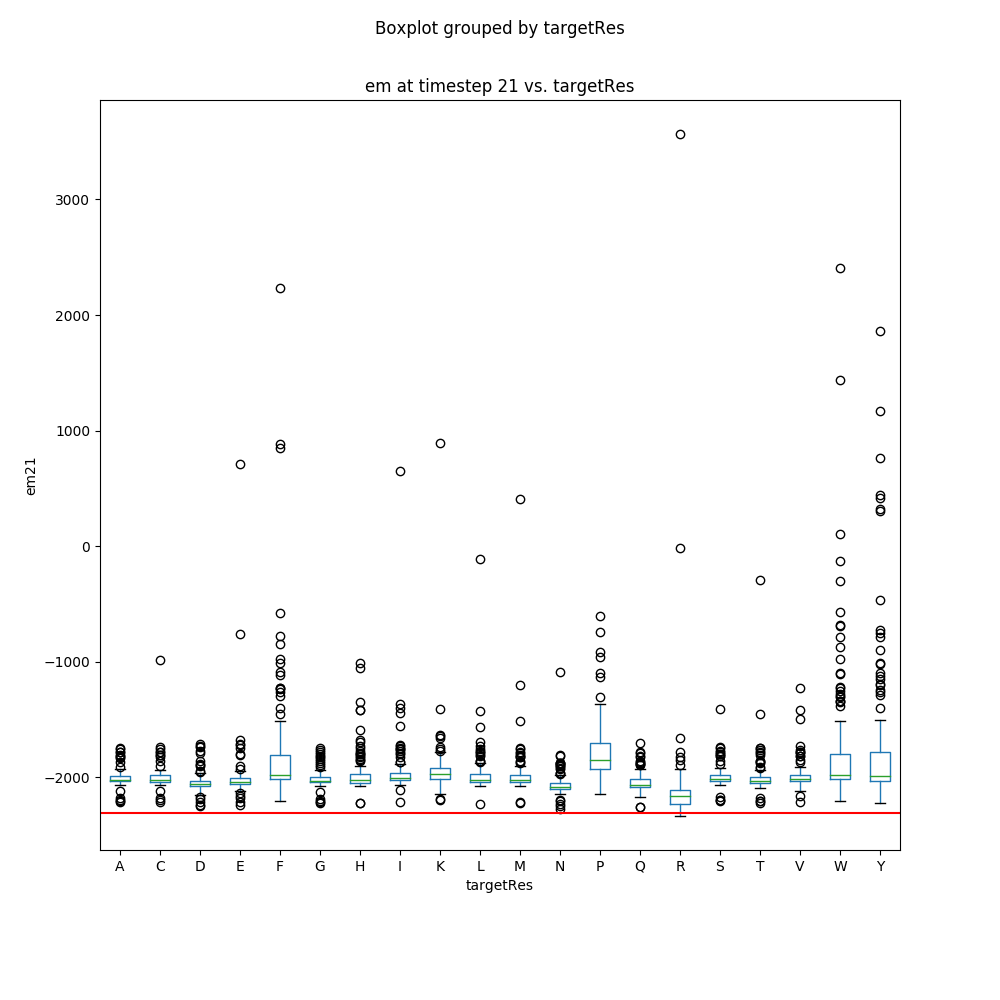 Boxplot grouped by targetRes
em at timestep 21 vs. targetRes
3000
2000
1000
0
−1000
−2000
em21
A C D E F G H I K L M N P Q R S T V W Y
targetRes